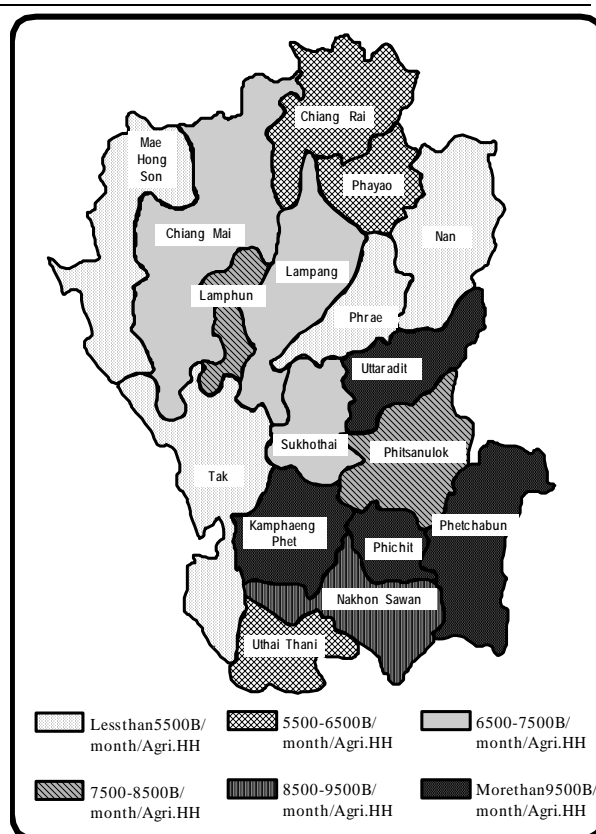 Chiang Rai
Mae
Hong
Son
Phayao
Nan
Chiang Mai
Lampang
Lamphun
Phrae
Uttaradit
Sukhothai
Phitsanulok
Tak
Phetchabun
Kamphaeng
Phet
Phichit
Nakhon Sawan
Uthai Thani
Lessthan5500B/
month/Agri.HH
5500-6500B/
month/Agri.HH
6500-7500B/
month/Agri.HH
7500-8500B/
month/Agri.HH
8500-9500B/
month/Agri.HH
Morethan9500B/
month/Agri.HH